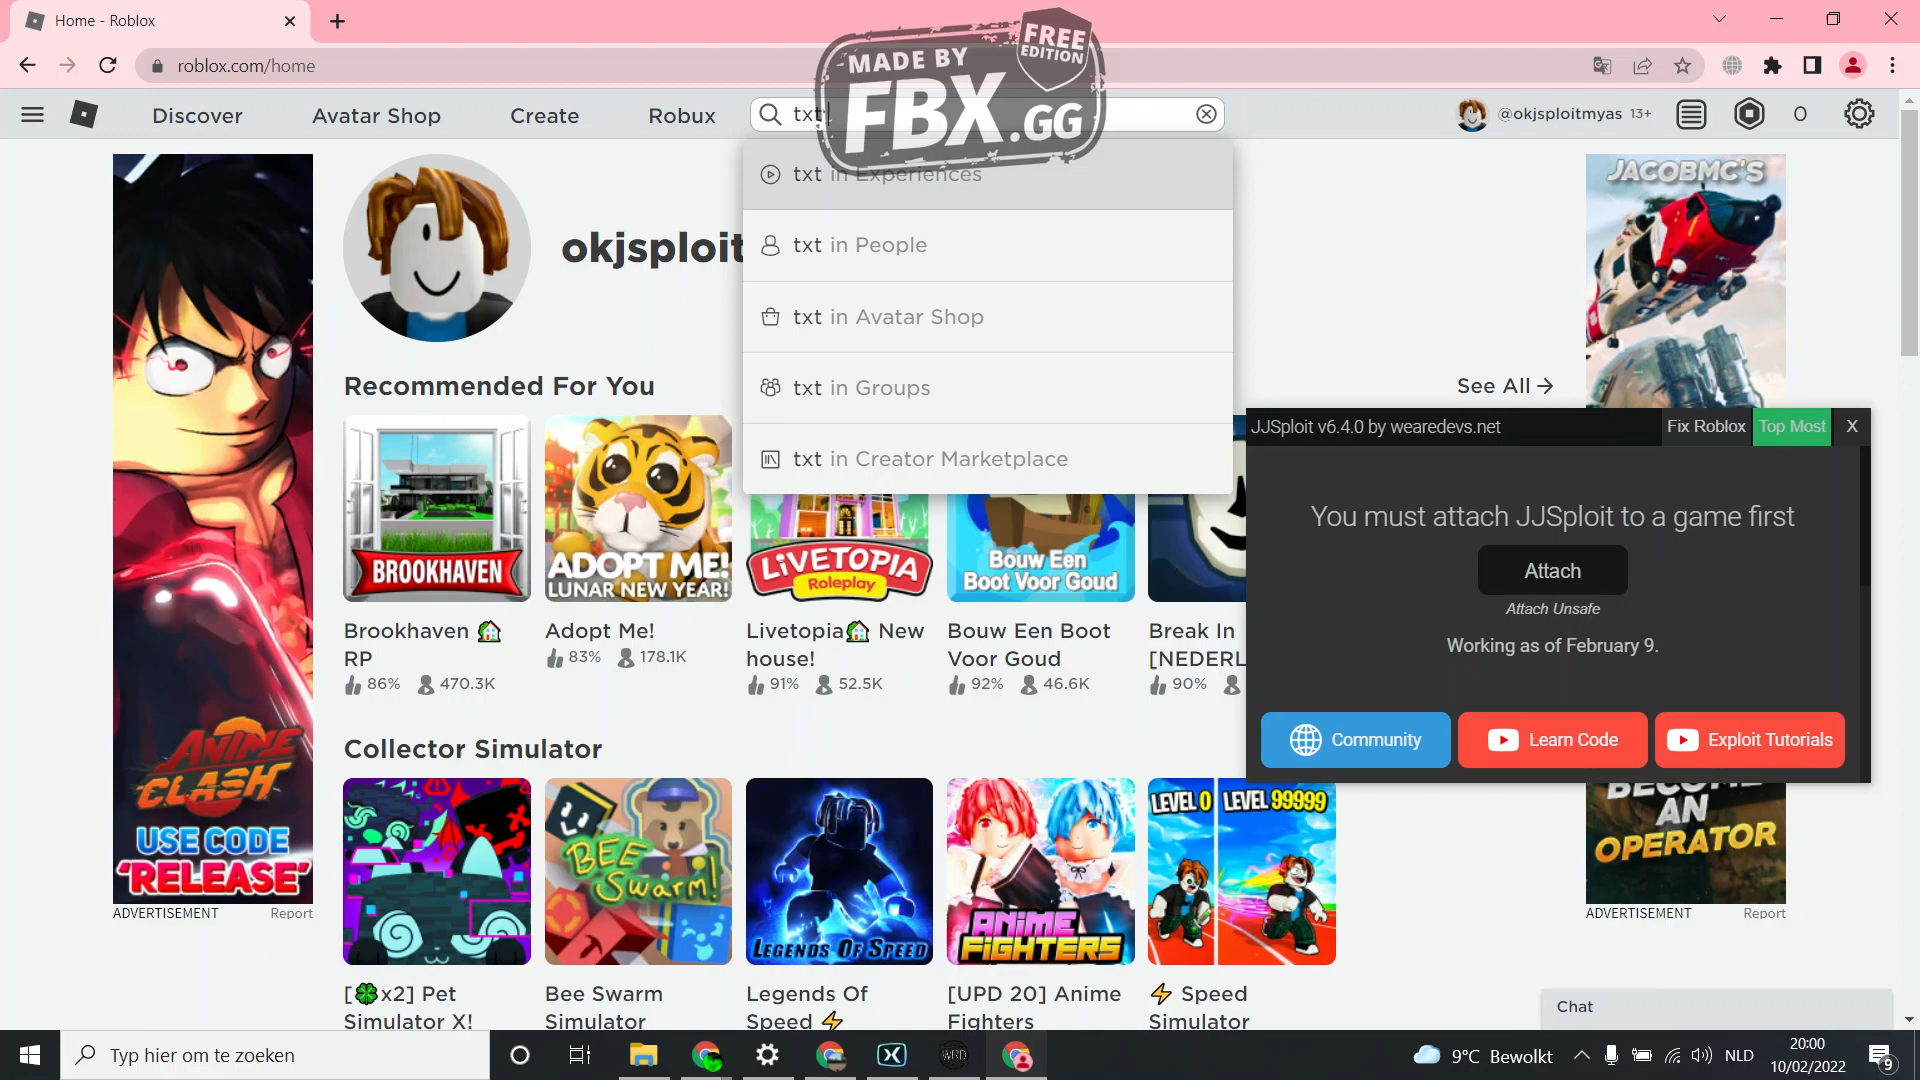 Home - Roblox
roblox.com/home
MADE BY
FBX.GG
FREE
EDITION
Discover
Avatar Shop
Create
Robux
txt
@okjsploitmyas 13+
0
txt in Experiences
txt in People
txt in Avatar Shop
txt in Groups
txt in Creator Marketplace
okjsploit
JACOBMC'S
Recommended For You
See All
BROOKHAVEN
ADOPT ME!
LUNAR NEW YEAR!
LIVETOPIA
Roleplay
Bouw Een
Boot Voor Goud
Brookhaven
RP
86% 470.3K
Adopt Me!
83% 178.1K
Livetopia New
house!
91% 52.5K
Bouw Een Boot
Voor Goud
92% 46.6K
Break In
[NEDERL
90%
JJSploit v6.4.0 by wearedevs.net
Fix Roblox
Top Most
X
You must attach JJSploit to a game first
Attach
Attach Unsafe
Working as of February 9.
Community
Learn Code
Exploit Tutorials
ANIME
CLASH
USE CODE
'RELEASE'
ADVERTISEMENT
Report
Collector Simulator
BEE
SWARM!
LEGENDS OF SPEED
ANIME
FIGHTERS
LEVEL 0 LEVEL 99999
BECOME
AN
OPERATOR
ADVERTISEMENT
Report
[x2] Pet
Simulator X!
Bee Swarm
Simulator
Legends Of
Speed
[UPD 20] Anime
Fighters
Speed
Simulator
Chat
Typ hier om te zoeken
WRD
9°C Bewolkt
NLD
20:00
10/02/2022
9